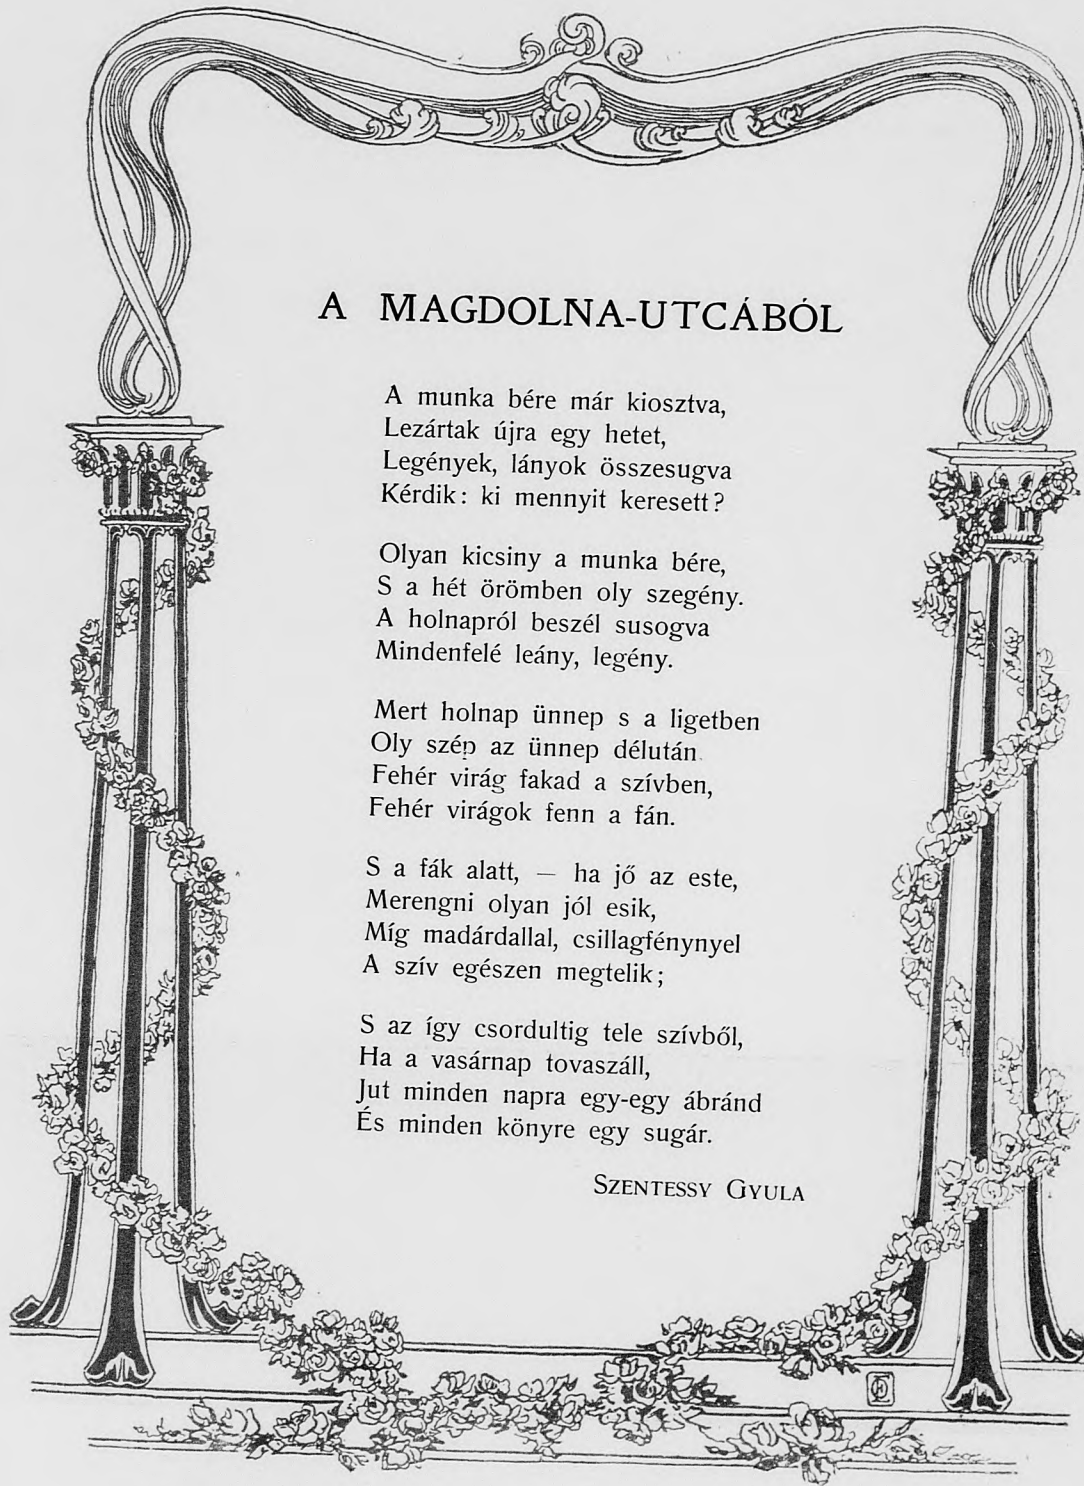 A MAGDOLNA-UTCÁBÓL
A munka bére már kiosztva,
Lezártak újra egy hetet,
Legények, lányok összesugva
Kérdik: ki mennyit keresett?
Olyan kicsiny a munka bére,
S a hét örömben oly szegény.
A holnapról beszél susogva
Mindenfelé leány, legény.
Mert holnap ünnep s a ligetben
Oly szép az ünnep délután.
Fehér virág fakad a szívben,
Fehér virágok fenn a fán.
S a fák alatt, — ha jő az este,
Merengni olyan jól esik,
Míg madárdallal, csillagfénynyel
A szív egészen megtelik;
S az így csordultig tele szívből,
Ha a vasárnap tovaszáll,
Jut minden napra egy-egy ábránd
És minden könyre egy sugár.
SZENTESSY GYULA